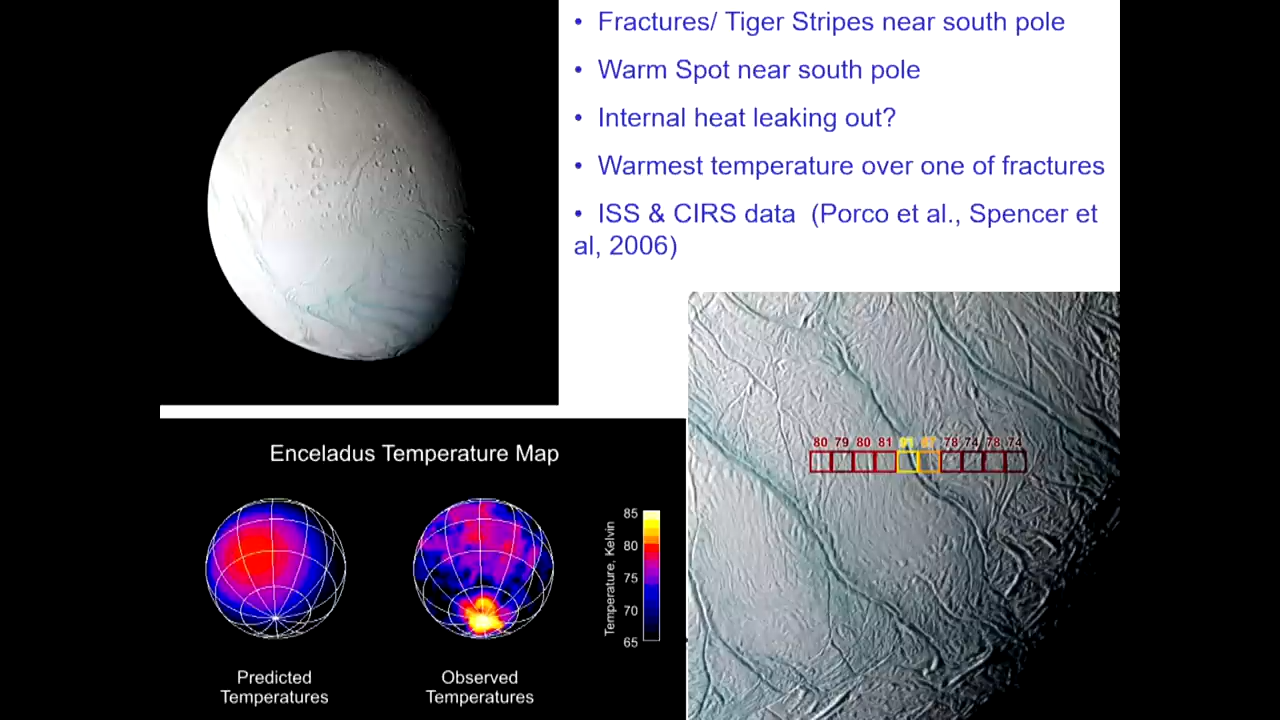 • Fractures/ Tiger Stripes near south pole
• Warm Spot near south pole
• Internal heat leaking out?
• Warmest temperature over one of fractures
• ISS & CIRS data (Porco et al., Spencer et
al, 2006)
80 79 80 81 91 87 78 74 78 74
Enceladus Temperature Map
Temperature, Kelvin
85
80
75
70
65
Predicted
Temperatures
Observed
Temperatures